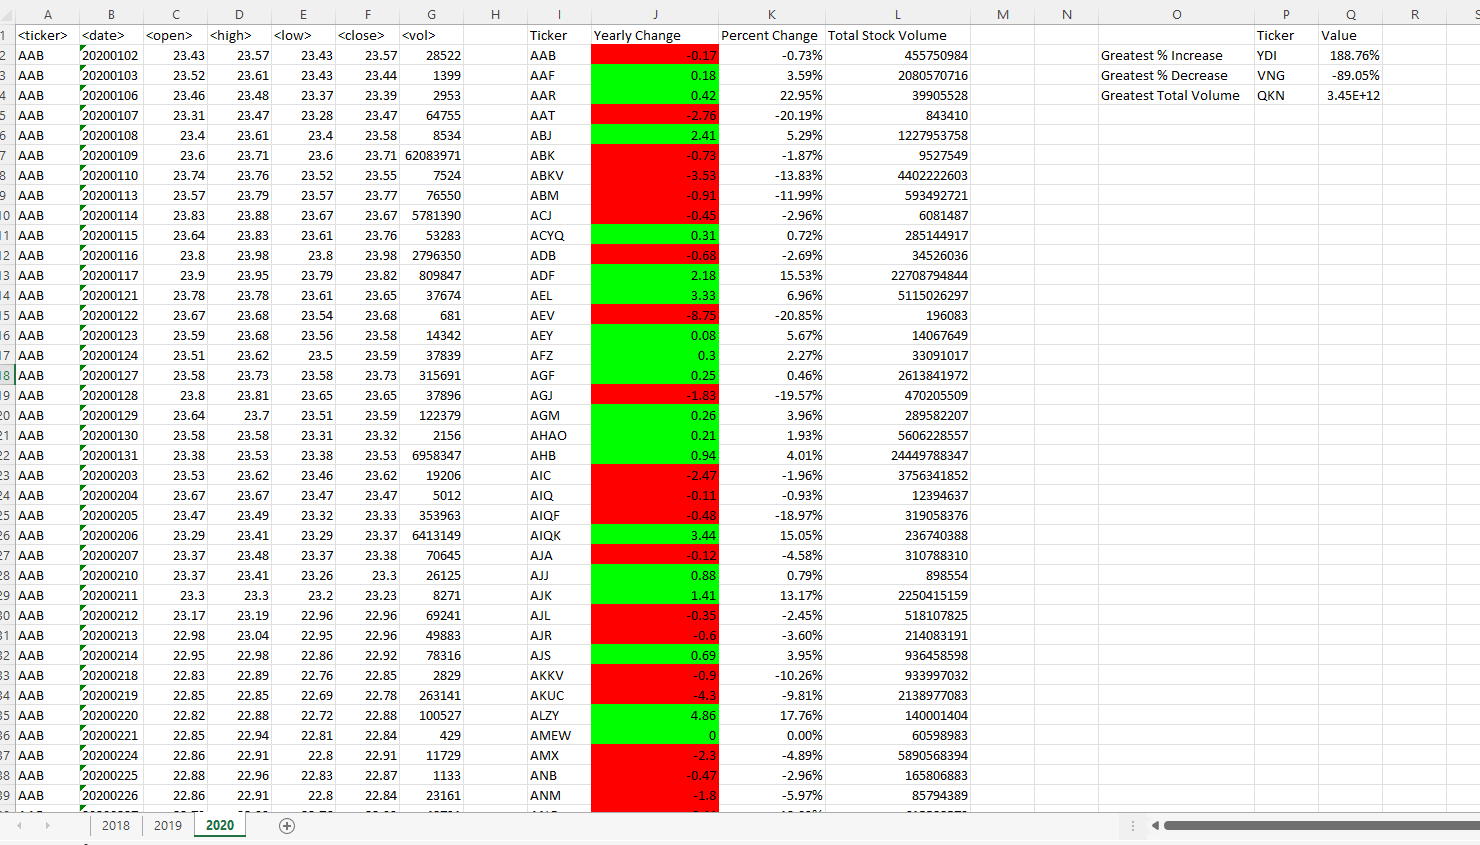 A B C D E F G H I J K L M N O P Q R S
1 <ticker> <date> <open> <high> <low> <close> <vol> Ticker Yearly Change Percent Change Total Stock Volume Ticker Value
2 AAB 20200102 23.43 23.57 23.43 23.57 28522 AAB -0.17 -0.73% 455750984 Greatest % Increase YDI 188.76%
3 AAB 20200103 23.52 23.61 23.43 23.44 1399 AAF 0.18 3.59% 2080570716 Greatest % Decrease VNG -89.05%
4 AAB 20200106 23.46 23.48 23.37 23.39 2953 AAR 0.42 22.95% 39905528 Greatest Total Volume QKN 3.45E+12
5 AAB 20200107 23.31 23.47 23.28 23.47 64755 AAT -2.76 -20.19% 843410
6 AAB 20200108 23.4 23.61 23.4 23.58 8534 ABJ 2.41 5.29% 1227953758
7 AAB 20200109 23.6 23.71 23.6 23.71 62083971 ABK -0.73 -1.87% 9527549
8 AAB 20200110 23.74 23.76 23.52 23.55 7524 ABKV -3.53 -13.83% 4402222603
9 AAB 20200113 23.57 23.79 23.57 23.77 76550 ABM -0.91 -11.99% 593492721
10 AAB 20200114 23.83 23.88 23.67 23.67 5781390 ACJ -0.45 -2.96% 6081487
11 AAB 20200115 23.64 23.83 23.61 23.76 53283 ACYQ 0.31 0.72% 285144917
12 AAB 20200116 23.8 23.98 23.8 23.98 2796350 ADB -0.68 -2.69% 34526036
13 AAB 20200117 23.9 23.95 23.79 23.82 809847 ADF 2.18 15.53% 22708794844
14 AAB 20200121 23.78 23.78 23.61 23.65 37674 AEL 3.33 6.96% 5115026297
15 AAB 20200122 23.67 23.68 23.54 23.68 681 AEV -8.75 -20.85% 196083
16 AAB 20200123 23.59 23.68 23.56 23.58 14342 AEY 0.08 5.67% 14067649
17 AAB 20200124 23.51 23.62 23.5 23.59 37839 AFZ 0.3 2.27% 33091017
18 AAB 20200127 23.58 23.73 23.58 23.73 315691 AGF 0.25 0.46% 2613841972
19 AAB 20200128 23.8 23.81 23.65 23.65 37896 AGJ -1.83 -19.57% 470205509
20 AAB 20200129 23.64 23.7 23.51 23.59 122379 AGM 0.26 3.96% 289582207
21 AAB 20200130 23.58 23.58 23.31 23.32 2156 AHAO 0.21 1.93% 5606228557
22 AAB 20200131 23.38 23.53 23.38 23.53 6958347 AHB 0.94 4.01% 24449788347
23 AAB 20200203 23.53 23.62 23.46 23.62 19206 AIC -2.47 -1.96% 3756341852
24 AAB 20200204 23.67 23.67 23.47 23.47 5012 AIQ -0.11 -0.93% 12394637
25 AAB 20200205 23.47 23.49 23.32 23.33 353963 AIQF -0.48 -18.97% 319058376
26 AAB 20200206 23.29 23.41 23.29 23.37 6413149 AIQK 3.44 15.05% 236740388
27 AAB 20200207 23.37 23.48 23.37 23.38 70645 AJA -0.12 -4.58% 310788310
28 AAB 20200210 23.37 23.41 23.26 23.3 26125 AJJ 0.88 0.79% 898554
29 AAB 20200211 23.3 23.3 23.2 23.23 8271 AJK 1.41 13.17% 2250415159
30 AAB 20200212 23.17 23.19 22.96 22.96 69241 AJL -0.35 -2.45% 518107825
31 AAB 20200213 22.98 23.04 22.95 22.96 49883 AJR -0.6 -3.60% 214083191
32 AAB 20200214 22.95 22.98 22.86 22.92 78316 AJS 0.69 3.95% 936458598
33 AAB 20200218 22.83 22.89 22.76 22.85 2829 AKKV -0.9 -10.26% 933997032
34 AAB 20200219 22.85 22.85 22.69 22.78 263141 AKUC -4.3 -9.81% 2138977083
35 AAB 20200220 22.82 22.88 22.72 22.88 100527 ALZY 4.86 17.76% 140001404
36 AAB 20200221 22.85 22.94 22.81 22.84 429 AMEW 0 0.00% 60598983
37 AAB 20200224 22.86 22.91 22.8 22.91 11729 AMX -2.3 -4.89% 5890568394
38 AAB 20200225 22.88 22.96 22.83 22.87 1133 ANB -0.47 -2.96% 165806883
39 AAB 20200226 22.86 22.91 22.8 22.84 23161 ANM -1.8 -5.97% 85794389
2018 2019 2020